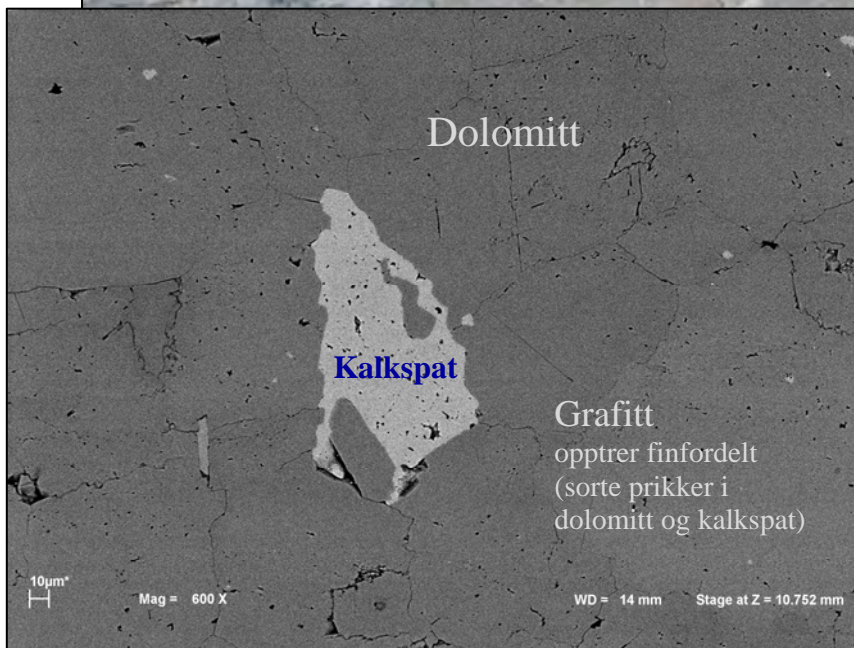 Dolomitt
Kalkspat
Grafitt
opptrer finfordelt
(sorte prikker i
dolomitt og kalkspat)
10µm*
Mag = 600 X
WD = 14 mm
Stage at Z = 10.752 mm